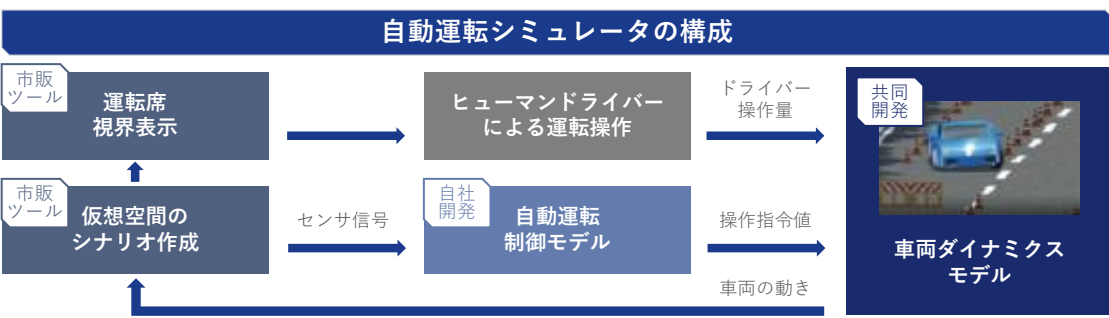 自動運転シミュレータの構成
市販
ツール
運転席
視界表示
ヒューマンドライバー
による運転操作
ドライバー
操作量
共同
開発
市販
ツール
仮想空間の
シナリオ作成
センサ信号
自社
開発
自動運転
制御モデル
操作指令値
車両ダイナミクス
モデル
車両の動き